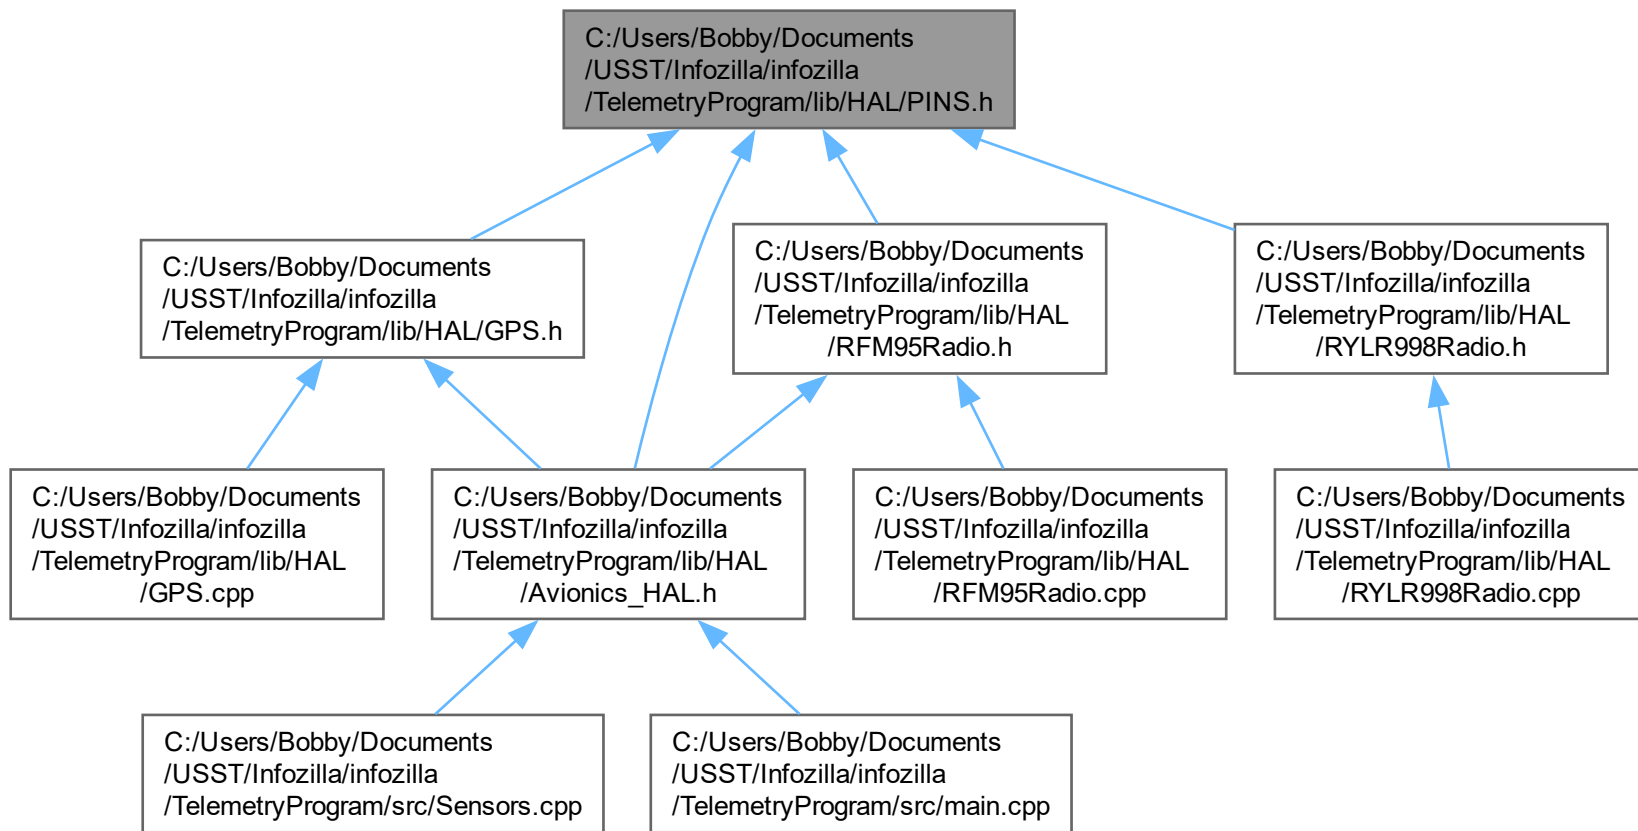 C:/Users/Bobby/Documents
/USST/Infozilla/infozilla
/TelemetryProgram/lib/HAL/PINS.h
C:/Users/Bobby/Documents
/USST/Infozilla/infozilla
/TelemetryProgram/lib/HAL/GPS.h
C:/Users/Bobby/Documents
/USST/Infozilla/infozilla
/TelemetryProgram/lib/HAL
/RFM95Radio.h
C:/Users/Bobby/Documents
/USST/Infozilla/infozilla
/TelemetryProgram/lib/HAL
/RYLR998Radio.h
C:/Users/Bobby/Documents
/USST/Infozilla/infozilla
/TelemetryProgram/lib/HAL
/GPS.cpp
C:/Users/Bobby/Documents
/USST/Infozilla/infozilla
/TelemetryProgram/lib/HAL
/Avionics_HAL.h
C:/Users/Bobby/Documents
/USST/Infozilla/infozilla
/TelemetryProgram/lib/HAL
/RFM95Radio.cpp
C:/Users/Bobby/Documents
/USST/Infozilla/infozilla
/TelemetryProgram/lib/HAL
/RYLR998Radio.cpp
C:/Users/Bobby/Documents
/USST/Infozilla/infozilla
/TelemetryProgram/src/Sensors.cpp
C:/Users/Bobby/Documents
/USST/Infozilla/infozilla
/TelemetryProgram/src/main.cpp